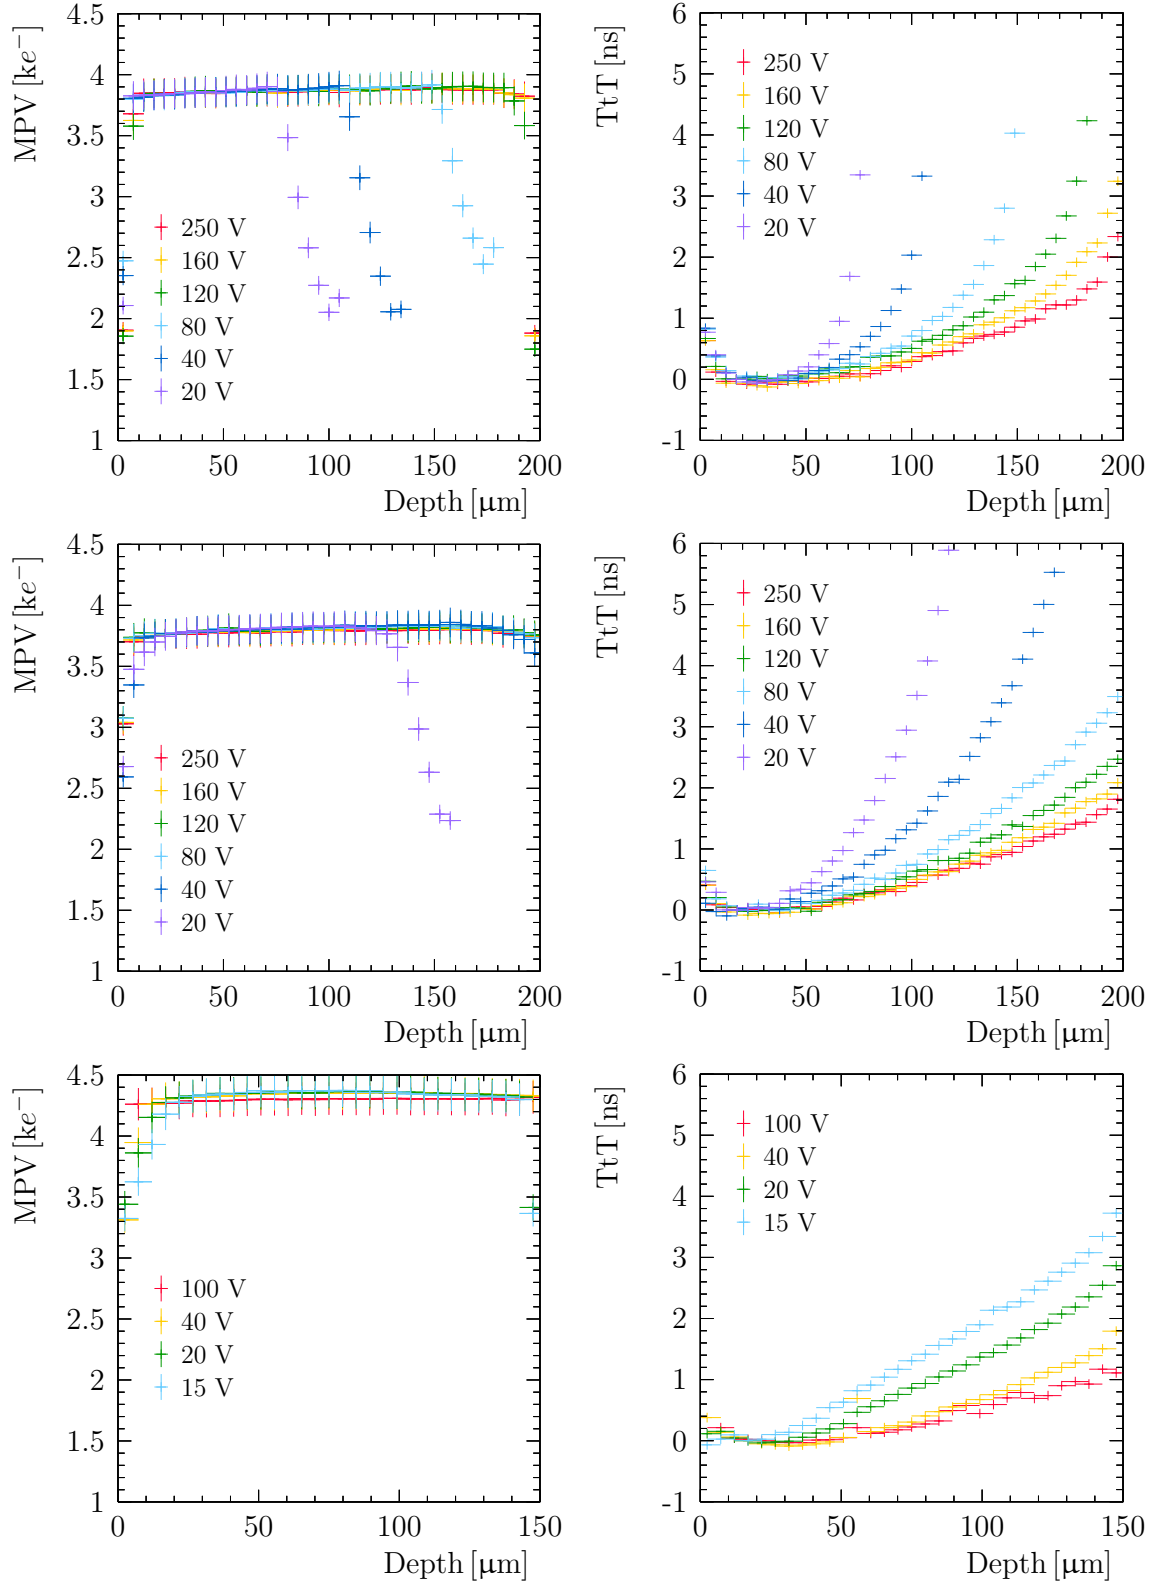 4.5
4
3.5
3
2.5
2
1.5
1
MPV [ke⁻]
250 V
160 V
120 V
80 V
40 V
20 V
0 50 100 150 200
Depth [μm]
6
5
4
3
2
1
0
-1
TtT [ns]
250 V
160 V
120 V
80 V
40 V
20 V
0 50 100 150 200
Depth [μm]
4.5
4
3.5
3
2.5
2
1.5
1
MPV [ke⁻]
250 V
160 V
120 V
80 V
40 V
20 V
0 50 100 150 200
Depth [μm]
6
5
4
3
2
1
0
-1
TtT [ns]
250 V
160 V
120 V
80 V
40 V
20 V
0 50 100 150 200
Depth [μm]
4.5
4
3.5
3
2.5
2
1.5
1
MPV [ke⁻]
100 V
40 V
20 V
15 V
0 50 100 150
Depth [μm]
6
5
4
3
2
1
0
-1
TtT [ns]
100 V
40 V
20 V
15 V
0 50 100 150
Depth [μm]